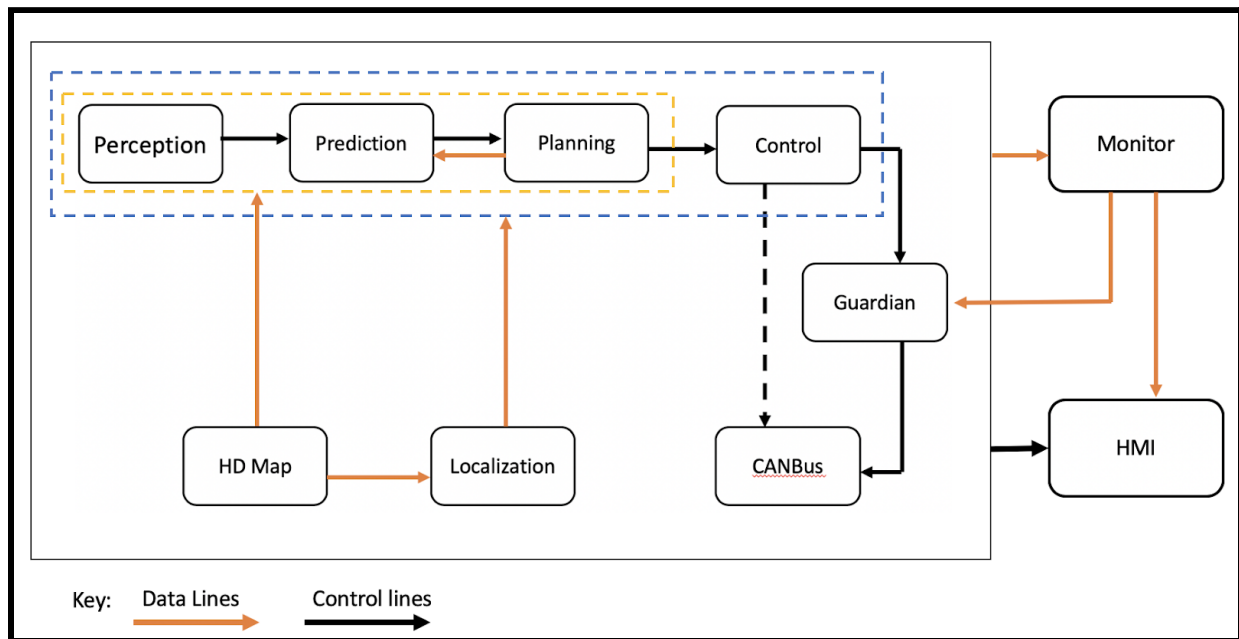 Perception
Prediction
Planning
Control
Monitor
Guardian
HD Map
Localization
CANBus
HMI
Key:
Data Lines
Control lines